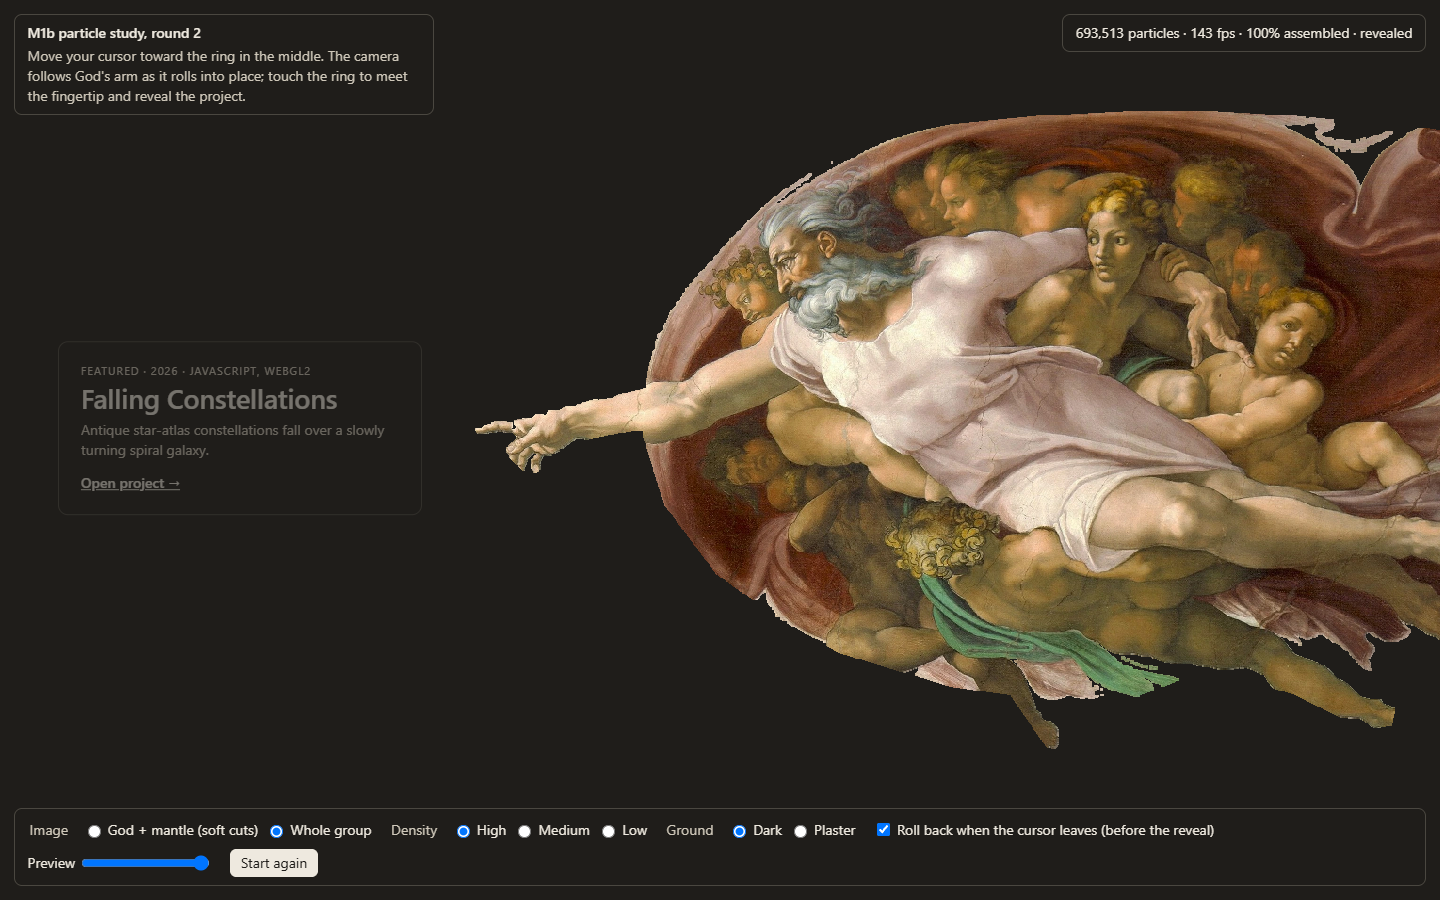 M1b particle study, round 2
Move your cursor toward the ring in the middle. The camera
follows God's arm as it rolls into place; touch the ring to meet
the fingertip and reveal the project.
693,513 particles · 143 fps · 100% assembled · revealed
FEATURED · 2026 · JAVASCRIPT, WEBGL2
Falling Constellations
Antique star-atlas constellations fall over a slowly
turning spiral galaxy.
Open project →
Image God + mantle (soft cuts) Whole group Density High Medium Low Ground Dark Plaster Roll back when the cursor leaves (before the reveal)
Preview Start again